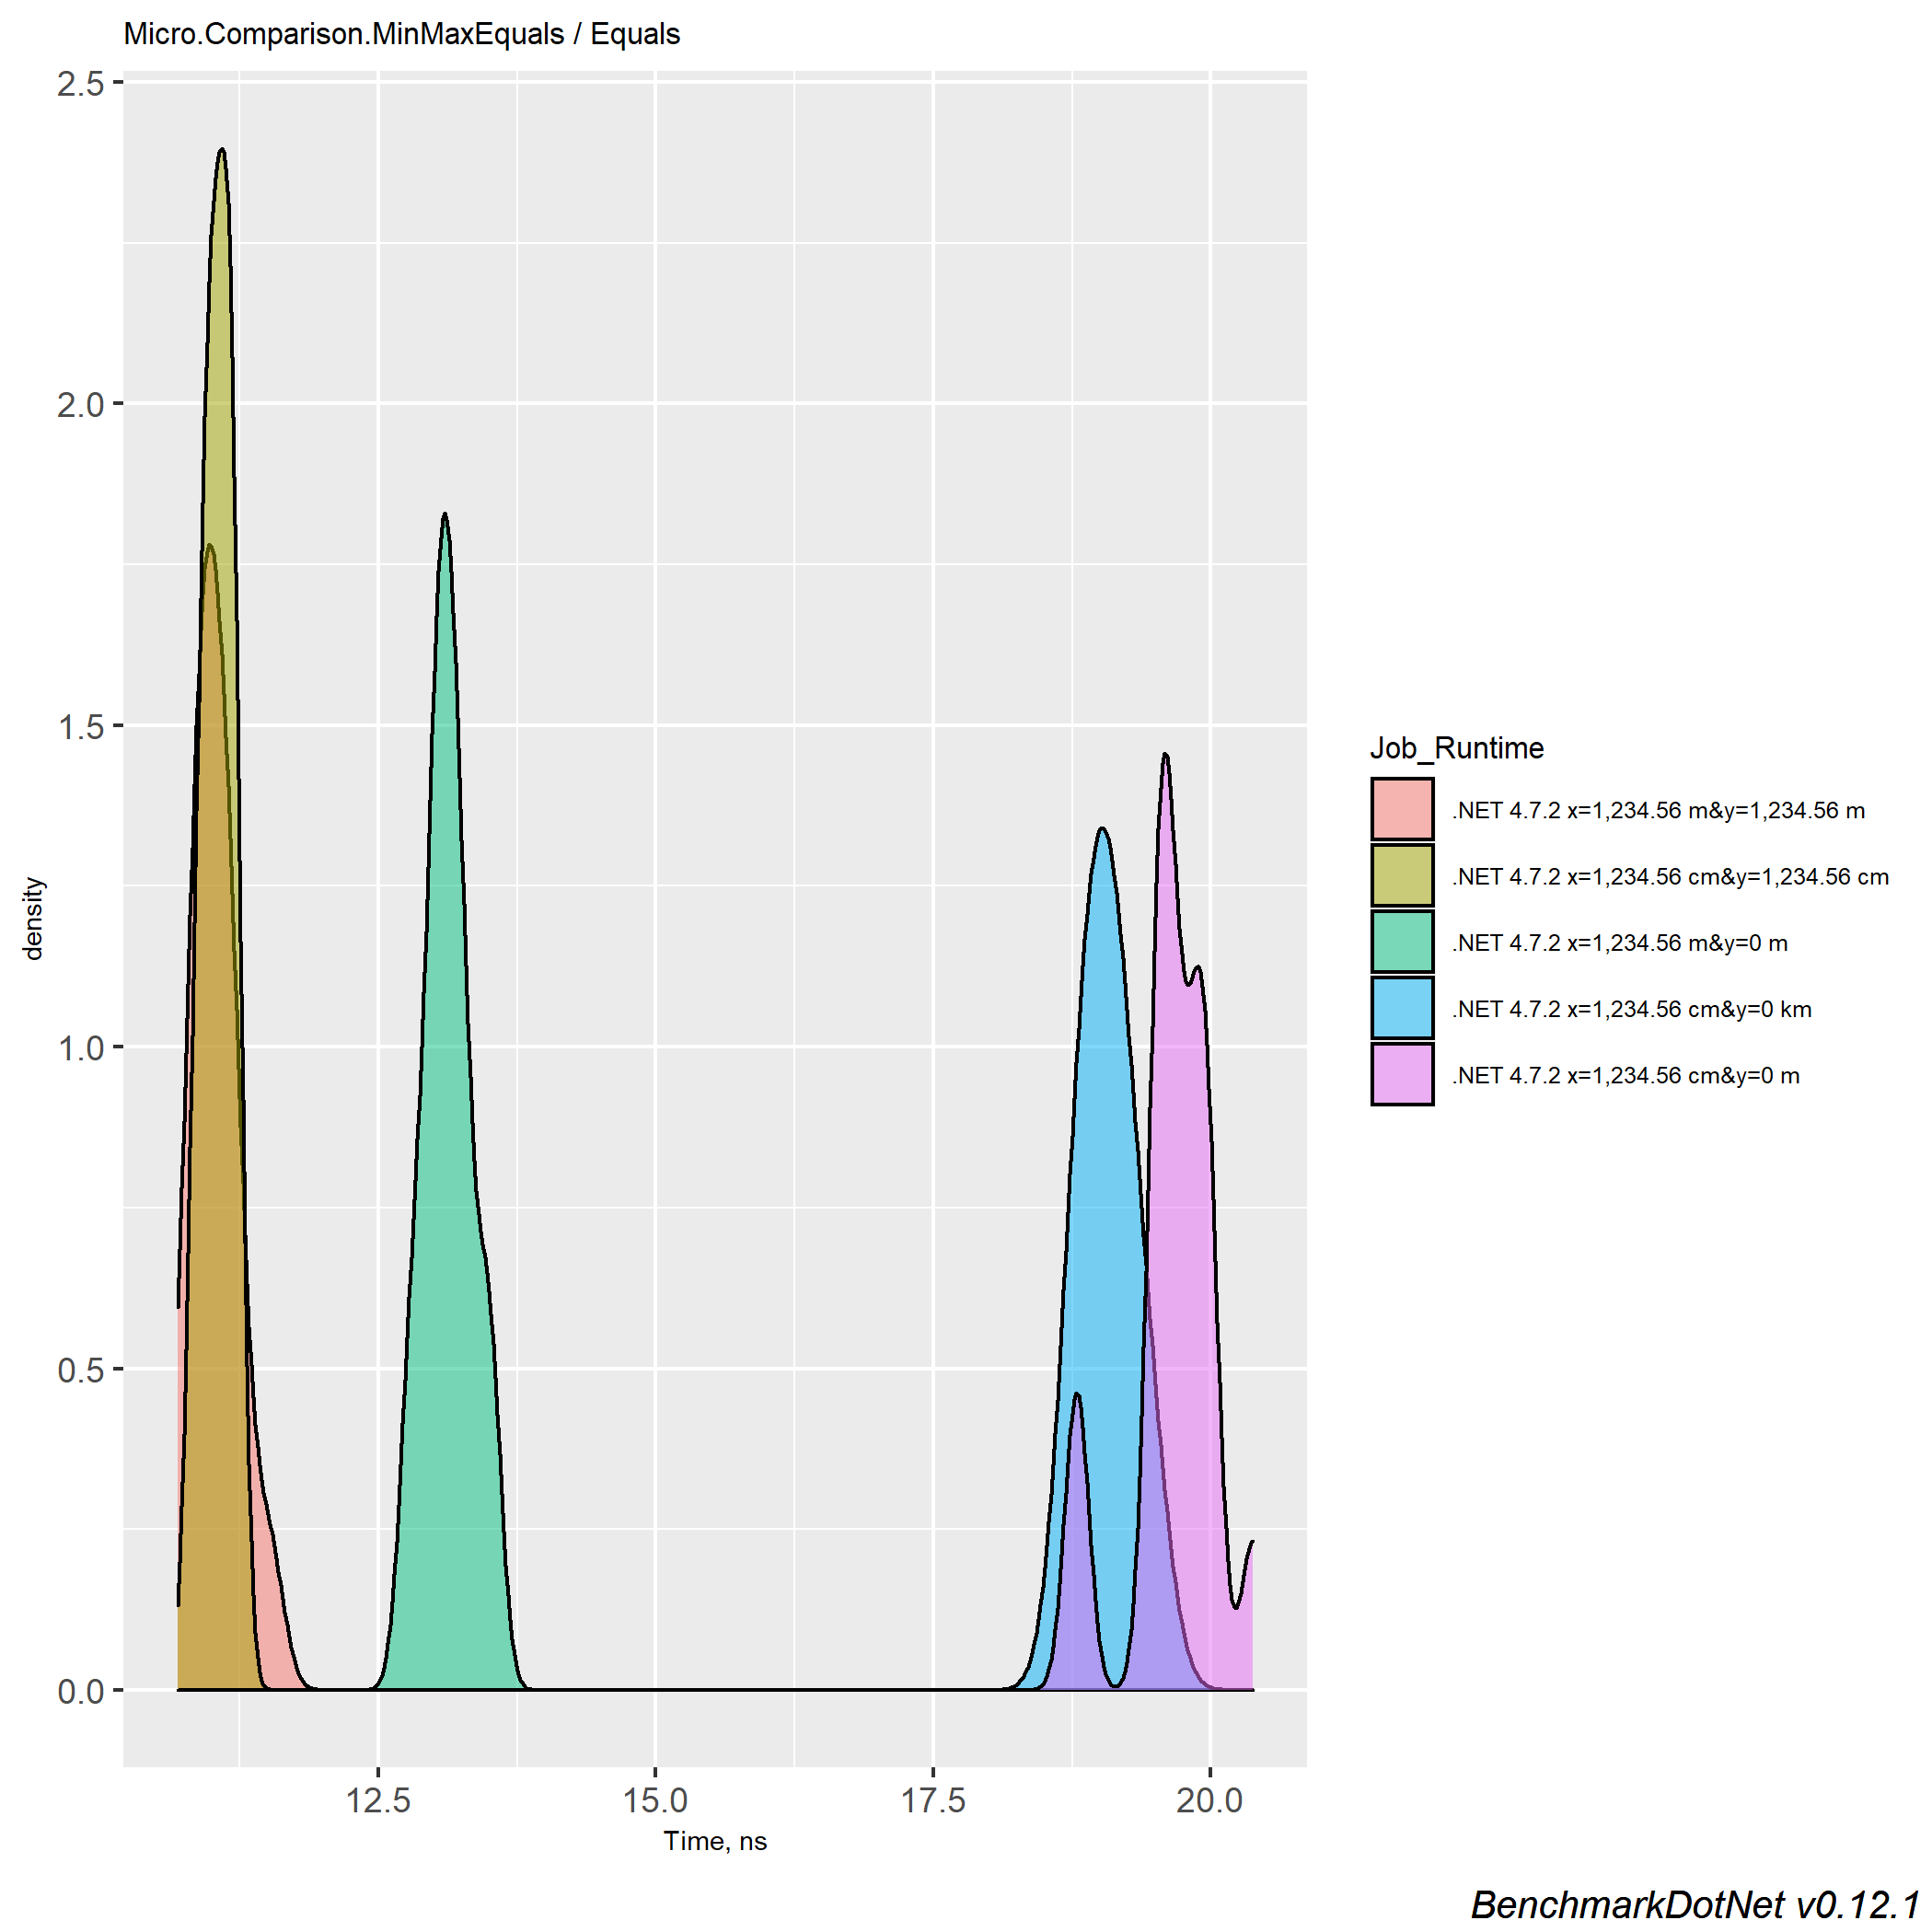 Micro.Comparison.MinMaxEquals / Equals
2.5
2.0
1.5
1.0
0.5
0.0
density
12.5 15.0 17.5 20.0
Time, ns
Job_Runtime
.NET 4.7.2 x=1,234.56 m&y=1,234.56 m
.NET 4.7.2 x=1,234.56 cm&y=1,234.56 cm
.NET 4.7.2 x=1,234.56 m&y=0 m
.NET 4.7.2 x=1,234.56 cm&y=0 km
.NET 4.7.2 x=1,234.56 cm&y=0 m
BenchmarkDotNet v0.12.1